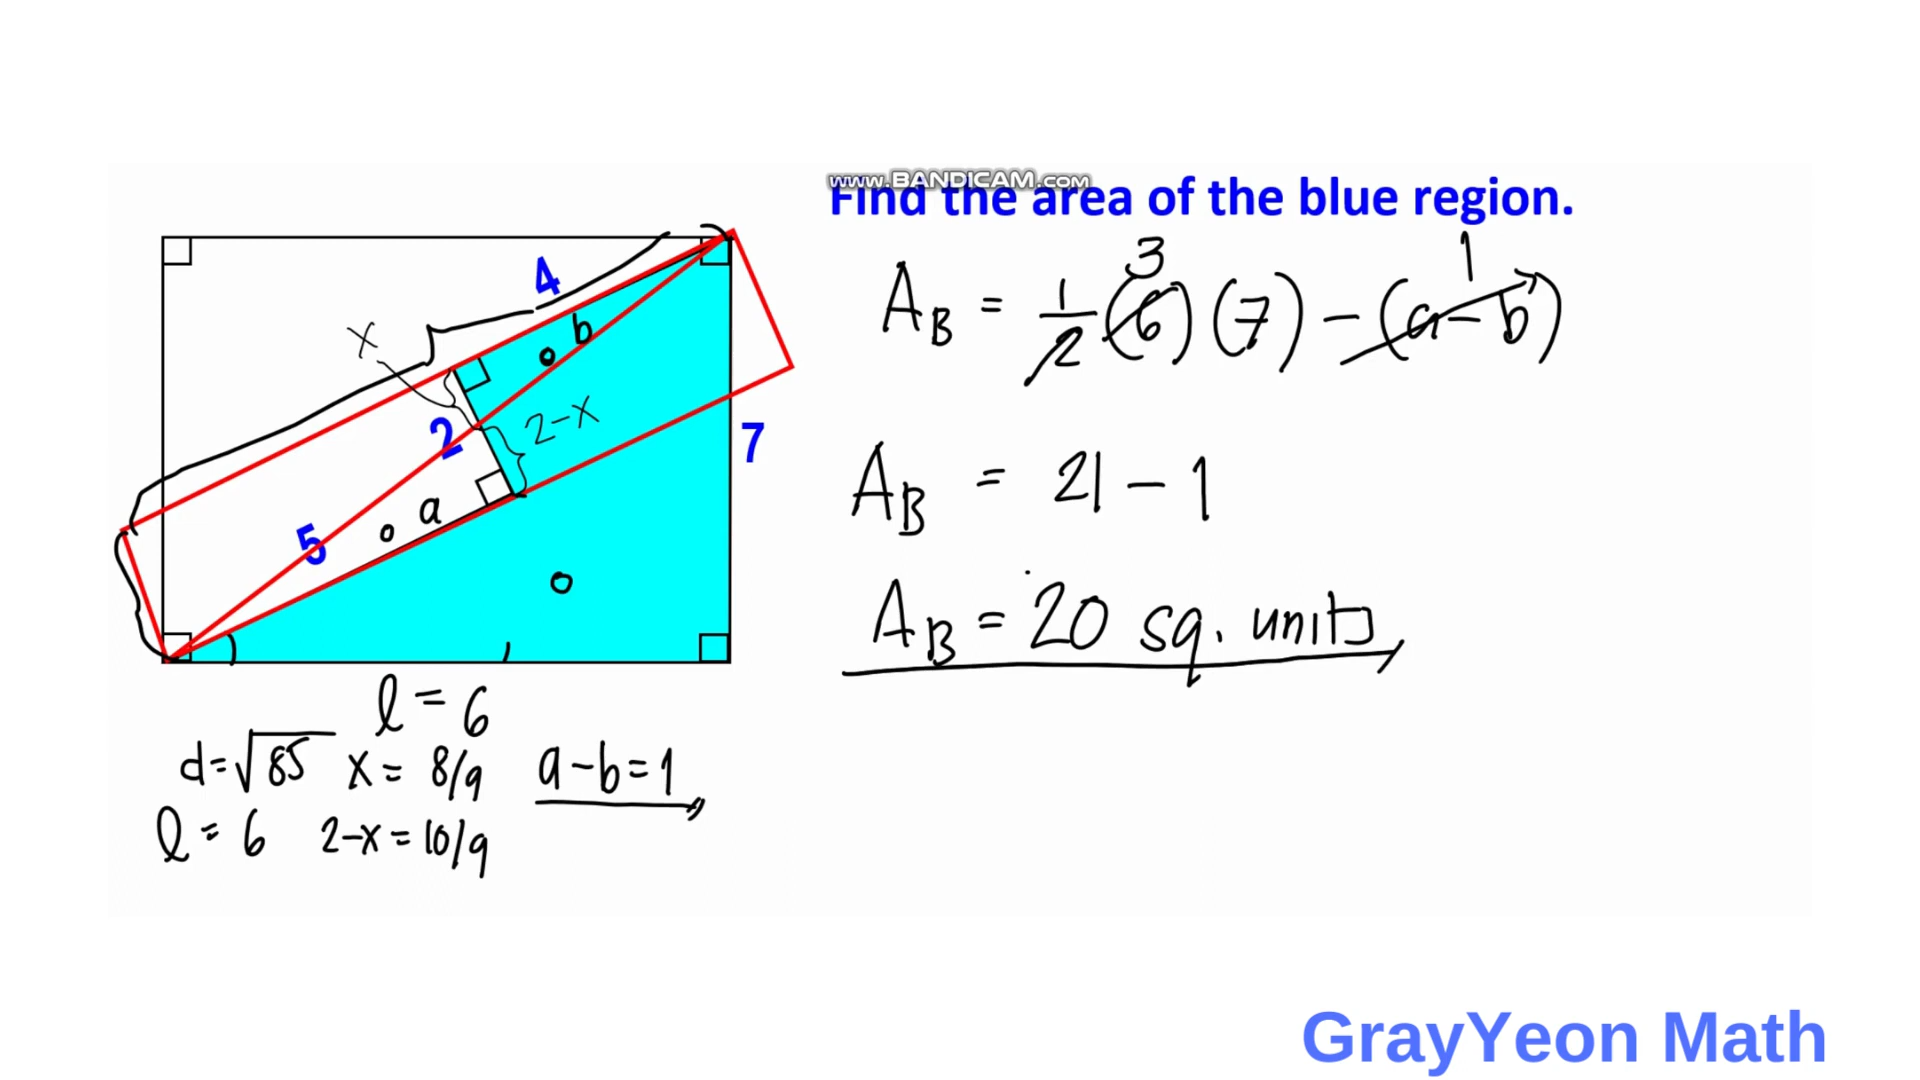 www.BANDICAM.com
Find the area of the blue region.
4
x
b
2
2-x
7
a
5
l = 6
d=√85 x = 8/9 a-b=1
l = 6 2-x = 10/9
3 1
A_B = 1/2 (6)(7) - (a-b)
A_B = 21 - 1
A_B = 20 sq. units
GrayYeon Math